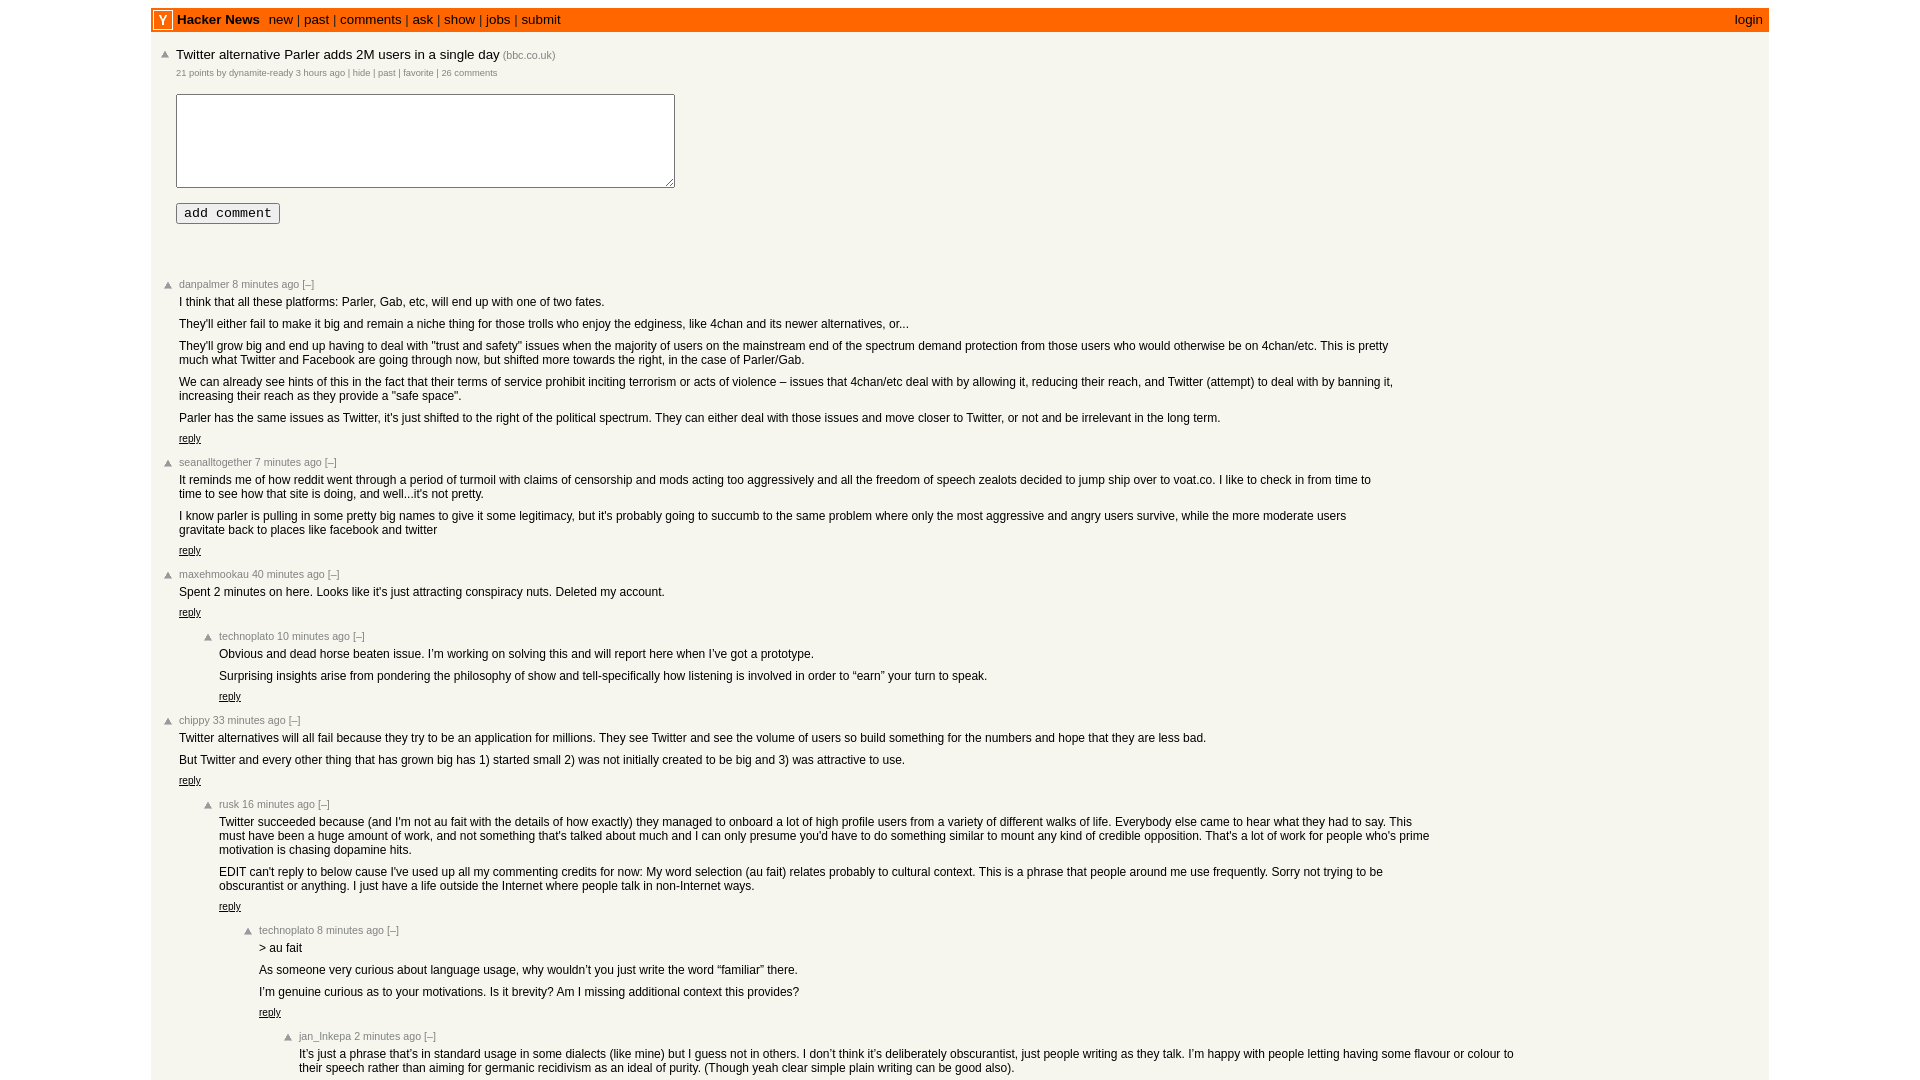 Y Hacker News new | past | comments | ask | show | jobs | submit login
Twitter alternative Parler adds 2M users in a single day (bbc.co.uk)
21 points by dynamite-ready 3 hours ago | hide | past | favorite | 26 comments
add comment
danpalmer 8 minutes ago [–]
I think that all these platforms: Parler, Gab, etc, will end up with one of two fates.
They'll either fail to make it big and remain a niche thing for those trolls who enjoy the edginess, like 4chan and its newer alternatives, or...
They'll grow big and end up having to deal with "trust and safety" issues when the majority of users on the mainstream end of the spectrum demand protection from those users who would otherwise be on 4chan/etc. This is pretty
much what Twitter and Facebook are going through now, but shifted more towards the right, in the case of Parler/Gab.
We can already see hints of this in the fact that their terms of service prohibit inciting terrorism or acts of violence – issues that 4chan/etc deal with by allowing it, reducing their reach, and Twitter (attempt) to deal with by banning it,
increasing their reach as they provide a "safe space".
Parler has the same issues as Twitter, it's just shifted to the right of the political spectrum. They can either deal with those issues and move closer to Twitter, or not and be irrelevant in the long term.
reply
seanalltogether 7 minutes ago [–]
It reminds me of how reddit went through a period of turmoil with claims of censorship and mods acting too aggressively and all the freedom of speech zealots decided to jump ship over to voat.co. I like to check in from time to
time to see how that site is doing, and well...it's not pretty.
I know parler is pulling in some pretty big names to give it some legitimacy, but it's probably going to succumb to the same problem where only the most aggressive and angry users survive, while the more moderate users
gravitate back to places like facebook and twitter
reply
maxehmookau 40 minutes ago [–]
Spent 2 minutes on here. Looks like it's just attracting conspiracy nuts. Deleted my account.
reply
technoplato 10 minutes ago [–]
Obvious and dead horse beaten issue. I’m working on solving this and will report here when I’ve got a prototype.
Surprising insights arise from pondering the philosophy of show and tell-specifically how listening is involved in order to “earn” your turn to speak.
reply
chippy 33 minutes ago [–]
Twitter alternatives will all fail because they try to be an application for millions. They see Twitter and see the volume of users so build something for the numbers and hope that they are less bad.
But Twitter and every other thing that has grown big has 1) started small 2) was not initially created to be big and 3) was attractive to use.
reply
rusk 16 minutes ago [–]
Twitter succeeded because (and I'm not au fait with the details of how exactly) they managed to onboard a lot of high profile users from a variety of different walks of life. Everybody else came to hear what they had to say. This
must have been a huge amount of work, and not something that's talked about much and I can only presume you'd have to do something similar to mount any kind of credible opposition. That's a lot of work for people who's prime
motivation is chasing dopamine hits.
EDIT can't reply to below cause I've used up all my commenting credits for now: My word selection (au fait) relates probably to cultural context. This is a phrase that people around me use frequently. Sorry not trying to be
obscurantist or anything. I just have a life outside the Internet where people talk in non-Internet ways.
reply
technoplato 8 minutes ago [–]
> au fait
As someone very curious about language usage, why wouldn’t you just write the word “familiar” there.
I’m genuine curious as to your motivations. Is it brevity? Am I missing additional context this provides?
reply
jan_Inkepa 2 minutes ago [–]
It’s just a phrase that’s in standard usage in some dialects (like mine) but I guess not in others. I don’t think it’s deliberately obscurantist, just people writing as they talk. I’m happy with people letting having some flavour or colour to
their speech rather than aiming for germanic recidivism as an ideal of purity. (Though yeah clear simple plain writing can be good also).